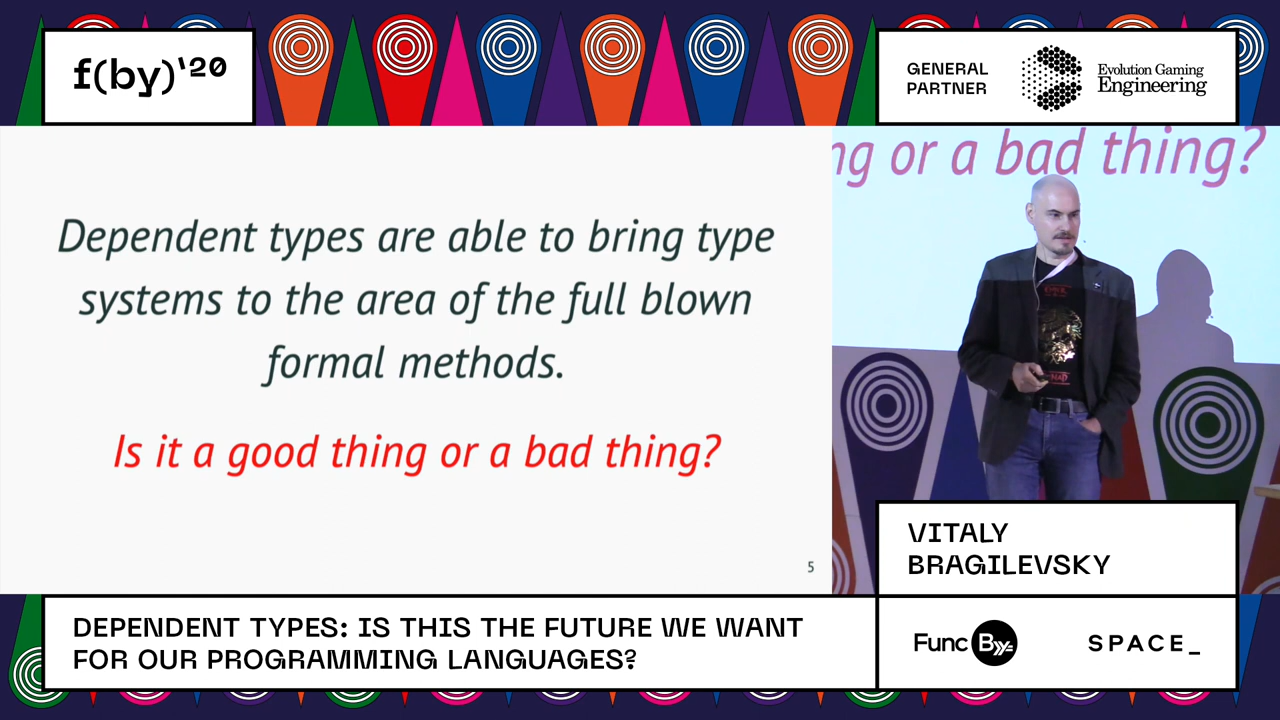 f(by)'20
GENERAL
PARTNER
Evolution Gaming
Engineering
Dependent types are able to bring type
systems to the area of the full blown
formal methods.
Is it a good thing or a bad thing?
5
ng or a bad thing?
VITALY
BRAGILEVSKY
DEPENDENT TYPES: IS THIS THE FUTURE WE WANT
FOR OUR PROGRAMMING LANGUAGES?
Func By
SPACE_